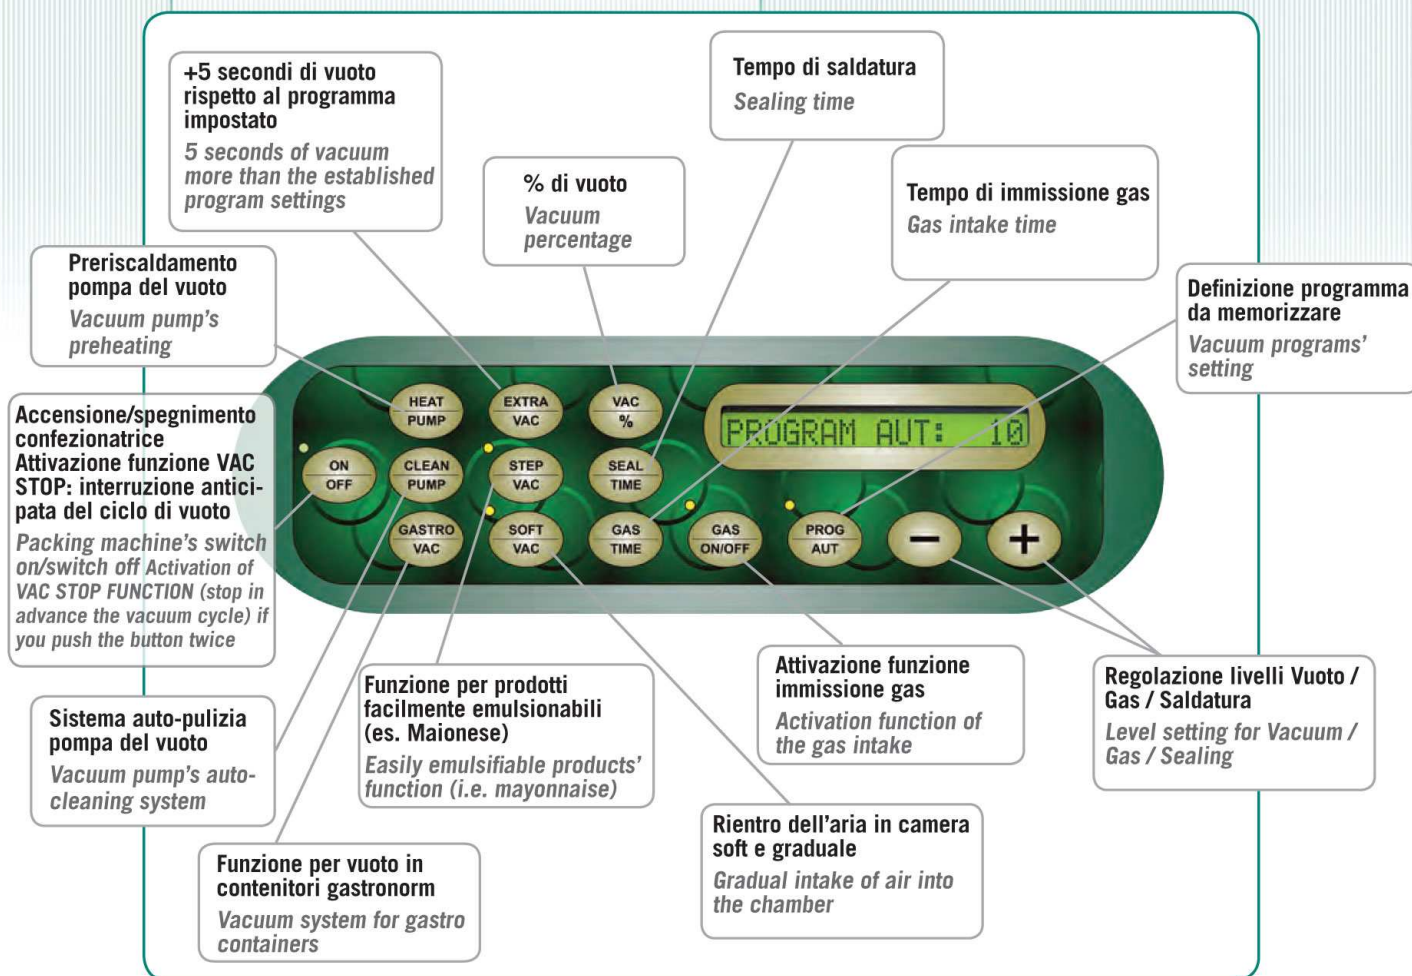 +5 secondi di vuoto
rispetto al programma
impostato
5 seconds of vacuum
more than the established
program settings
Tempo di saldatura
Sealing time
% di vuoto
Vacuum
percentage
Tempo di immissione gas
Gas intake time
Preriscaldamento
pompa del vuoto
Vacuum pump's
preheating
Definizione programma
da memorizzare
Vacuum programs'
setting
Accensione/spegnimento
confezionatrice
Attivazione funzione VAC
STOP: interruzione antici-
pata del ciclo di vuoto
Packing machine's switch
on/switch off Activation of
VAC STOP FUNCTION (stop in
advance the vacuum cycle) if
you push the button twice
HEAT
PUMP
EXTRA
VAC
VAC
%
PROGRAM AUT: 10
ON
OFF
CLEAN
PUMP
STEP
VAC
SEAL
TIME
GASTRO
VAC
SOFT
VAC
GAS
TIME
GAS
ON/OFF
PROG
AUT
−
+
Sistema auto-pulizia
pompa del vuoto
Vacuum pump's auto-
cleaning system
Funzione per prodotti
facilmente emulsionabili
(es. Maionese)
Easily emulsifiable products'
function (i.e. mayonnaise)
Attivazione funzione
immissione gas
Activation function of
the gas intake
Regolazione livelli Vuoto /
Gas / Saldatura
Level setting for Vacuum /
Gas / Sealing
Funzione per vuoto in
contenitori gastronorm
Vacuum system for gastro
containers
Rientro dell'aria in camera
soft e graduale
Gradual intake of air into
the chamber